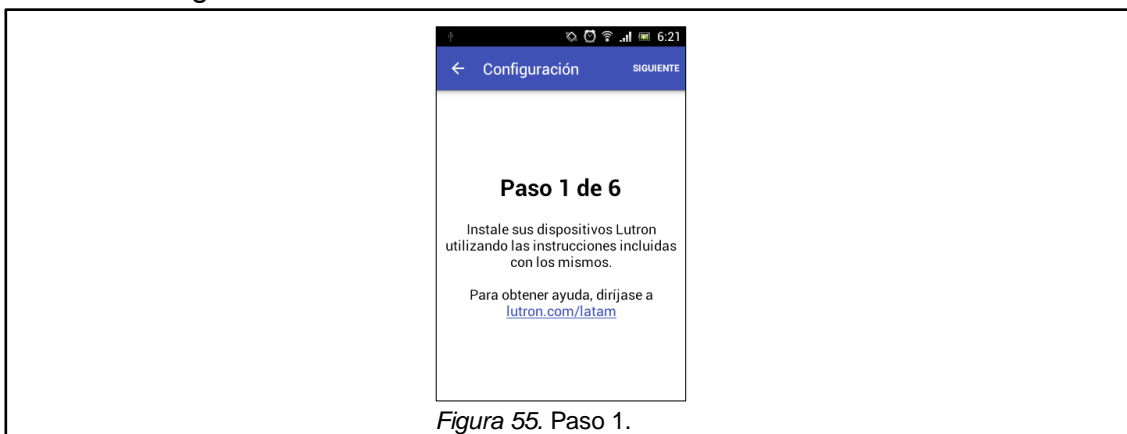 6:21
Configuración SIGUIENTE
Paso 1 de 6
Instale sus dispositivos Lutron
utilizando las instrucciones incluidas
con los mismos.
Para obtener ayuda, diríjase a
lutron.com/latam
Figura 55. Paso 1.